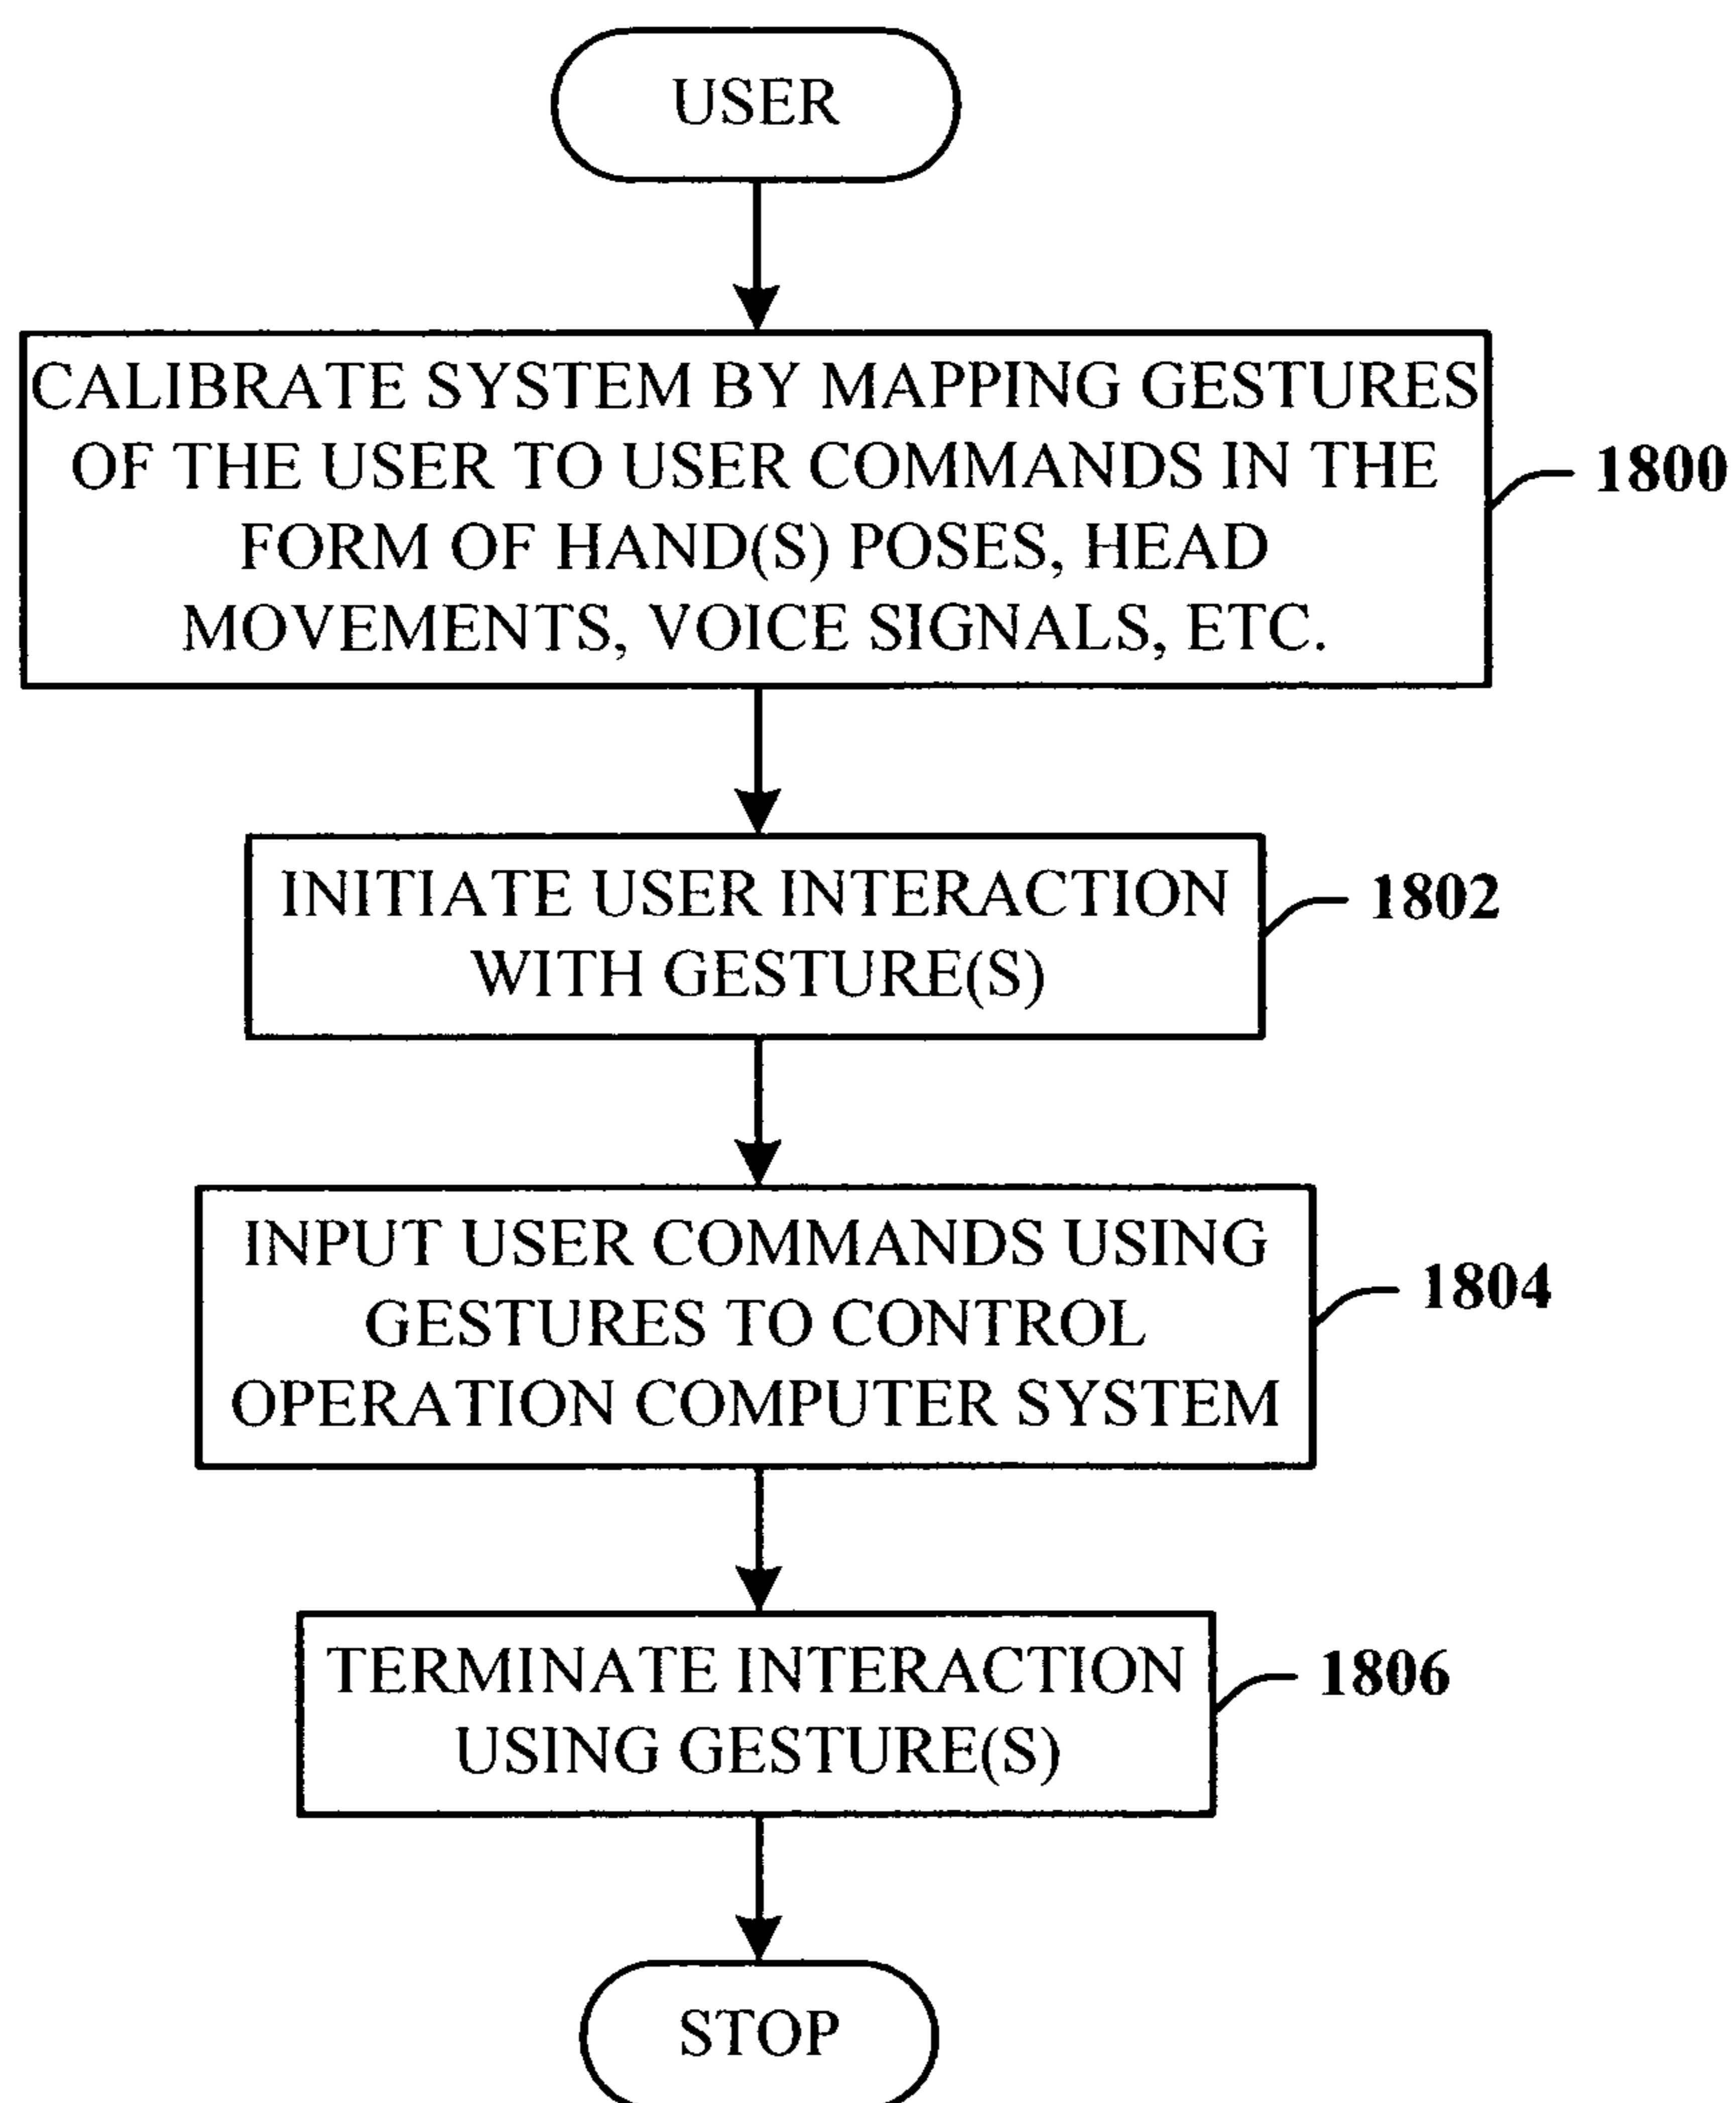 USER
CALIBRATE SYSTEM BY MAPPING GESTURES
OF THE USER TO USER COMMANDS IN THE
FORM OF HAND(S) POSES, HEAD
MOVEMENTS, VOICE SIGNALS, ETC.
1800
INITIATE USER INTERACTION
WITH GESTURE(S)
1802
INPUT USER COMMANDS USING
GESTURES TO CONTROL
OPERATION COMPUTER SYSTEM
1804
TERMINATE INTERACTION
USING GESTURE(S)
1806
STOP